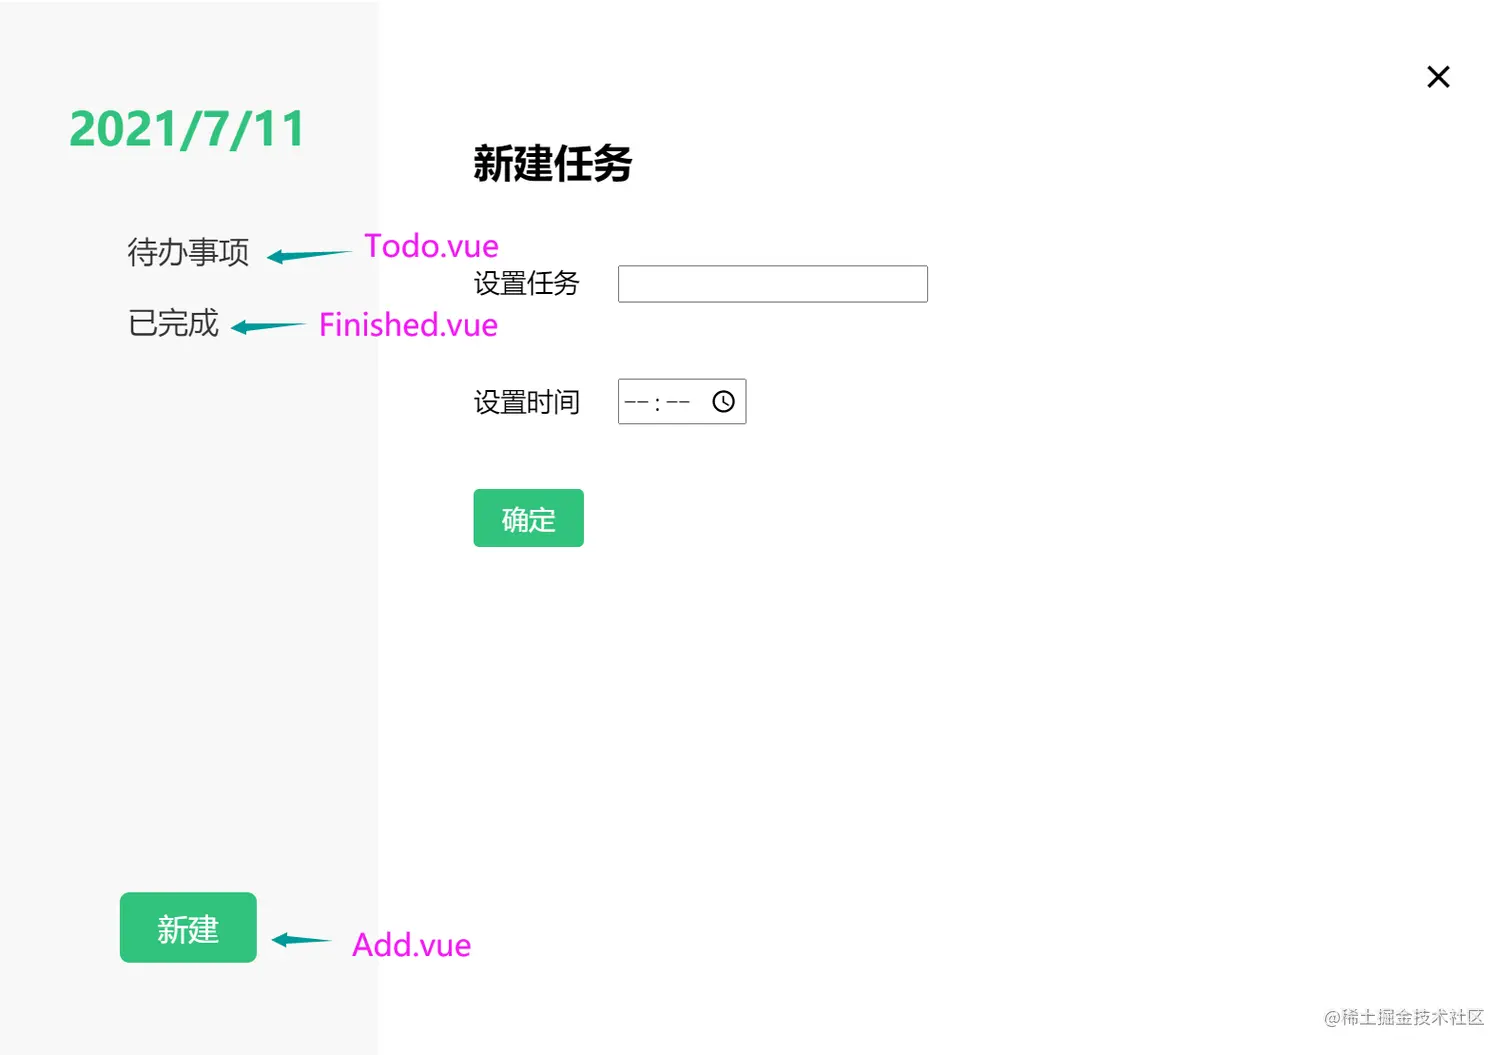 2021/7/11
新建任务
待办事项
Todo.vue
设置任务
已完成
Finished.vue
设置时间
--:--
确定
新建
Add.vue
@稀土掘金技术社区